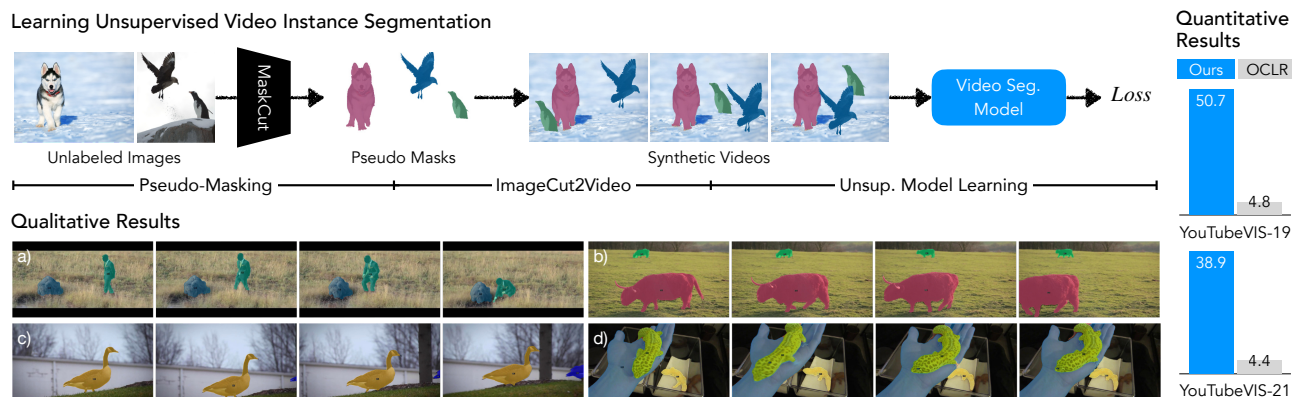 Learning Unsupervised Video Instance Segmentation
MaskCut
Video Seg.
Model
Loss
Unlabeled Images
Pseudo Masks
Synthetic Videos
Pseudo-Masking
ImageCut2Video
Unsup. Model Learning
Qualitative Results
a)
b)
c)
d)
Quantitative
Results
Ours
OCLR
50.7
4.8
YouTubeVIS-19
38.9
4.4
YouTubeVIS-21